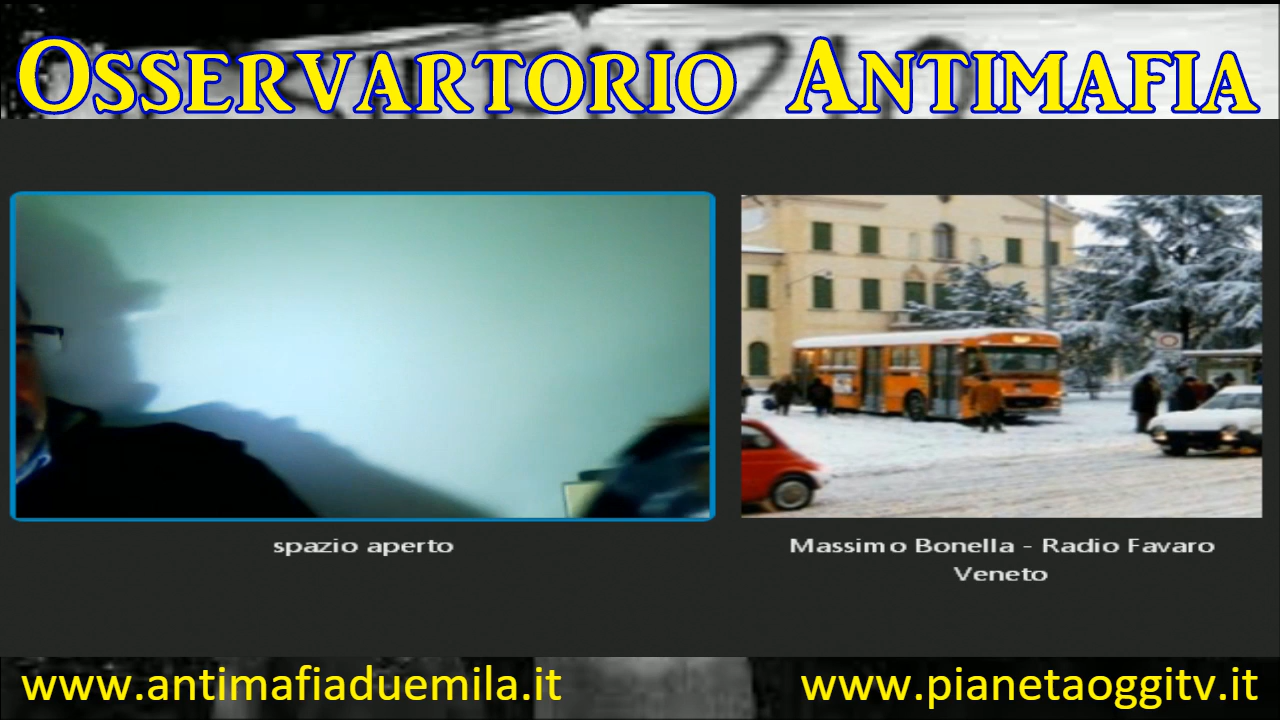 OSSERVARTORIO ANTIMAFIA
spazio aperto
Massimo Bonella - Radio Favaro
Veneto
www.antimafiaduemila.it
www.pianetaoggitv.it